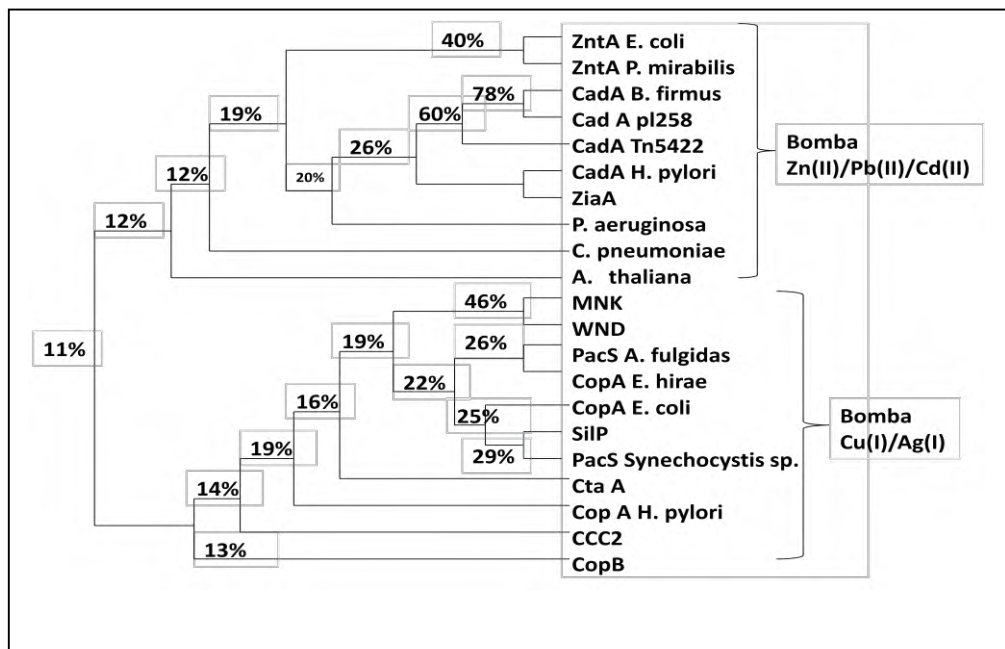 40%
ZntA E. coli
ZntA P. mirabilis
78%
CadA B. firmus
19%
60%
Cad A pl258
26%
CadA Tn5422
12%
20%
CadA H. pylori
ZiaA
12%
P. aeruginosa
C. pneumoniae
A. thaliana
Bomba
Zn(II)/Pb(II)/Cd(II)
11%
46%
MNK
19%
WND
26%
PacS A. fulgidas
22%
CopA E. hirae
16%
25%
CopA E. coli
SilP
19%
29%
PacS Synechocystis sp.
14%
Cta A
Cop A H. pylori
CCC2
13%
CopB
Bomba
Cu(I)/Ag(I)